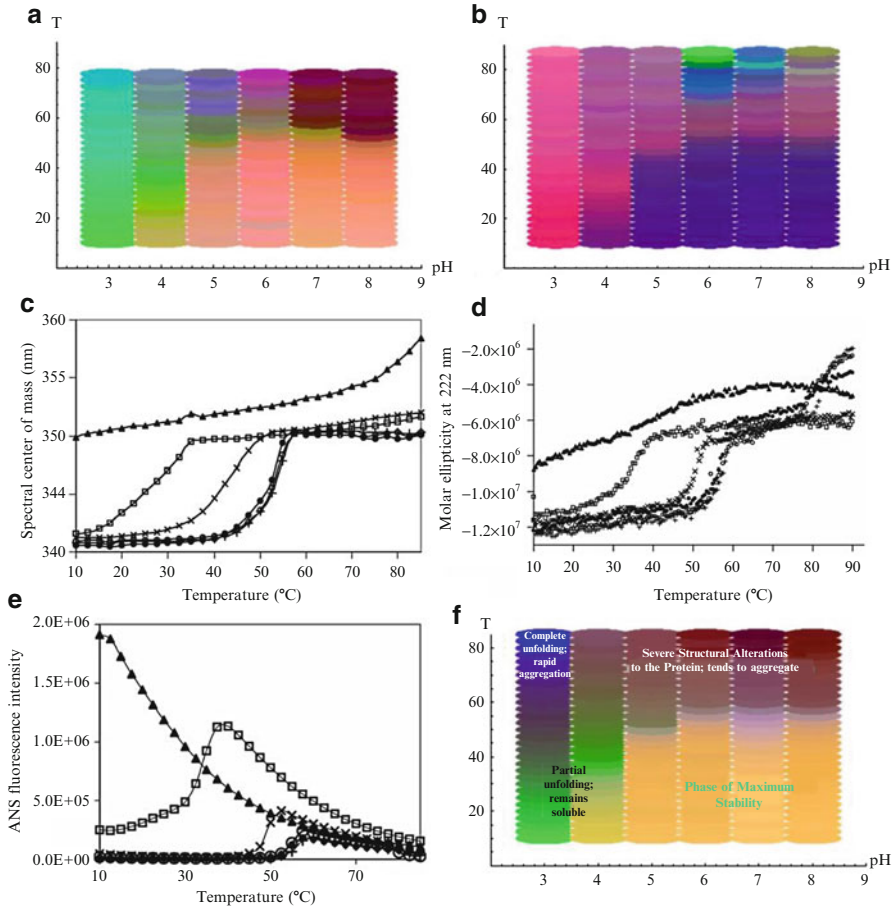 a
T
80
60
40
20
3 4 5 6 7 8 9
pH
b
T
80
60
40
20
3 4 5 6 7 8 9
pH
c
Spectral center of mass (nm)
360
355
350
344
340
10 20 30 40 50 60 70 80
Temperature (°C)
d
Molar ellipticity at 222 nm
−2.0×10⁶
−4.0×10⁶
−6.0×10⁶
−8.0×10⁶
−1.0×10⁷
−1.2×10⁷
10 20 30 40 50 60 70 80 90
Temperature (°C)
e
ANS fluorescence intensity
2.0E+06
1.5E+06
1.0E+06
5.0E+05
0.0E+00
10 30 50 70
Temperature (°C)
f
T
80
60
40
20
Complete
unfolding;
rapid
aggregation
Severe Structural Alterations
to the Protein; tends to aggregate
Partial
unfolding;
remains
soluble
Phase of Maximum
Stability
3 4 5 6 7 8 9
pH